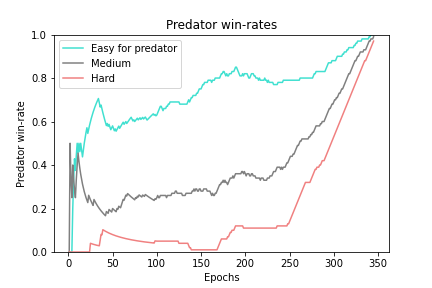 Predator win-rates
Easy for predator
Medium
Hard
Predator win-rate
1.0
0.8
0.6
0.4
0.2
0.0
0 50 100 150 200 250 300 350
Epochs